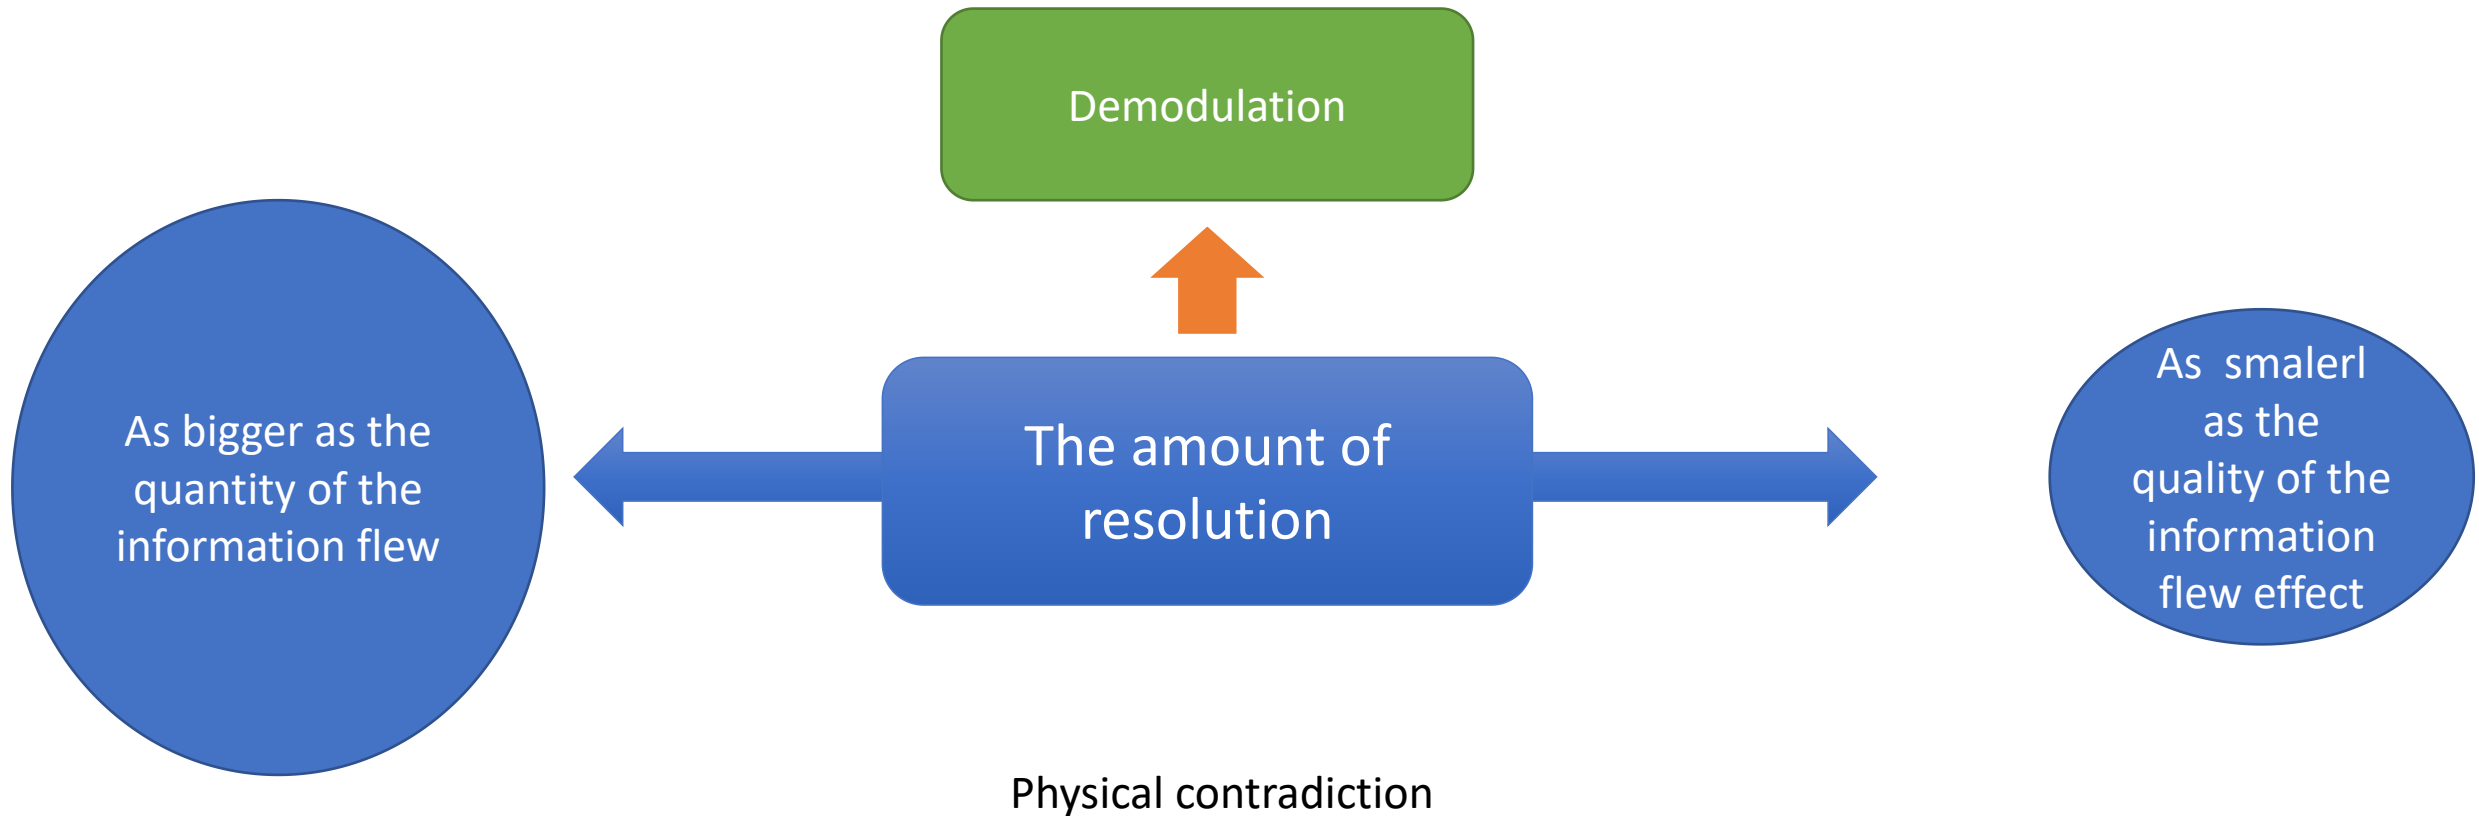 Demodulation
As bigger as the
quantity of the
information flew
The amount of
resolution
As  smalerl
as the
quality of the
information
flew effect
Physical contradiction